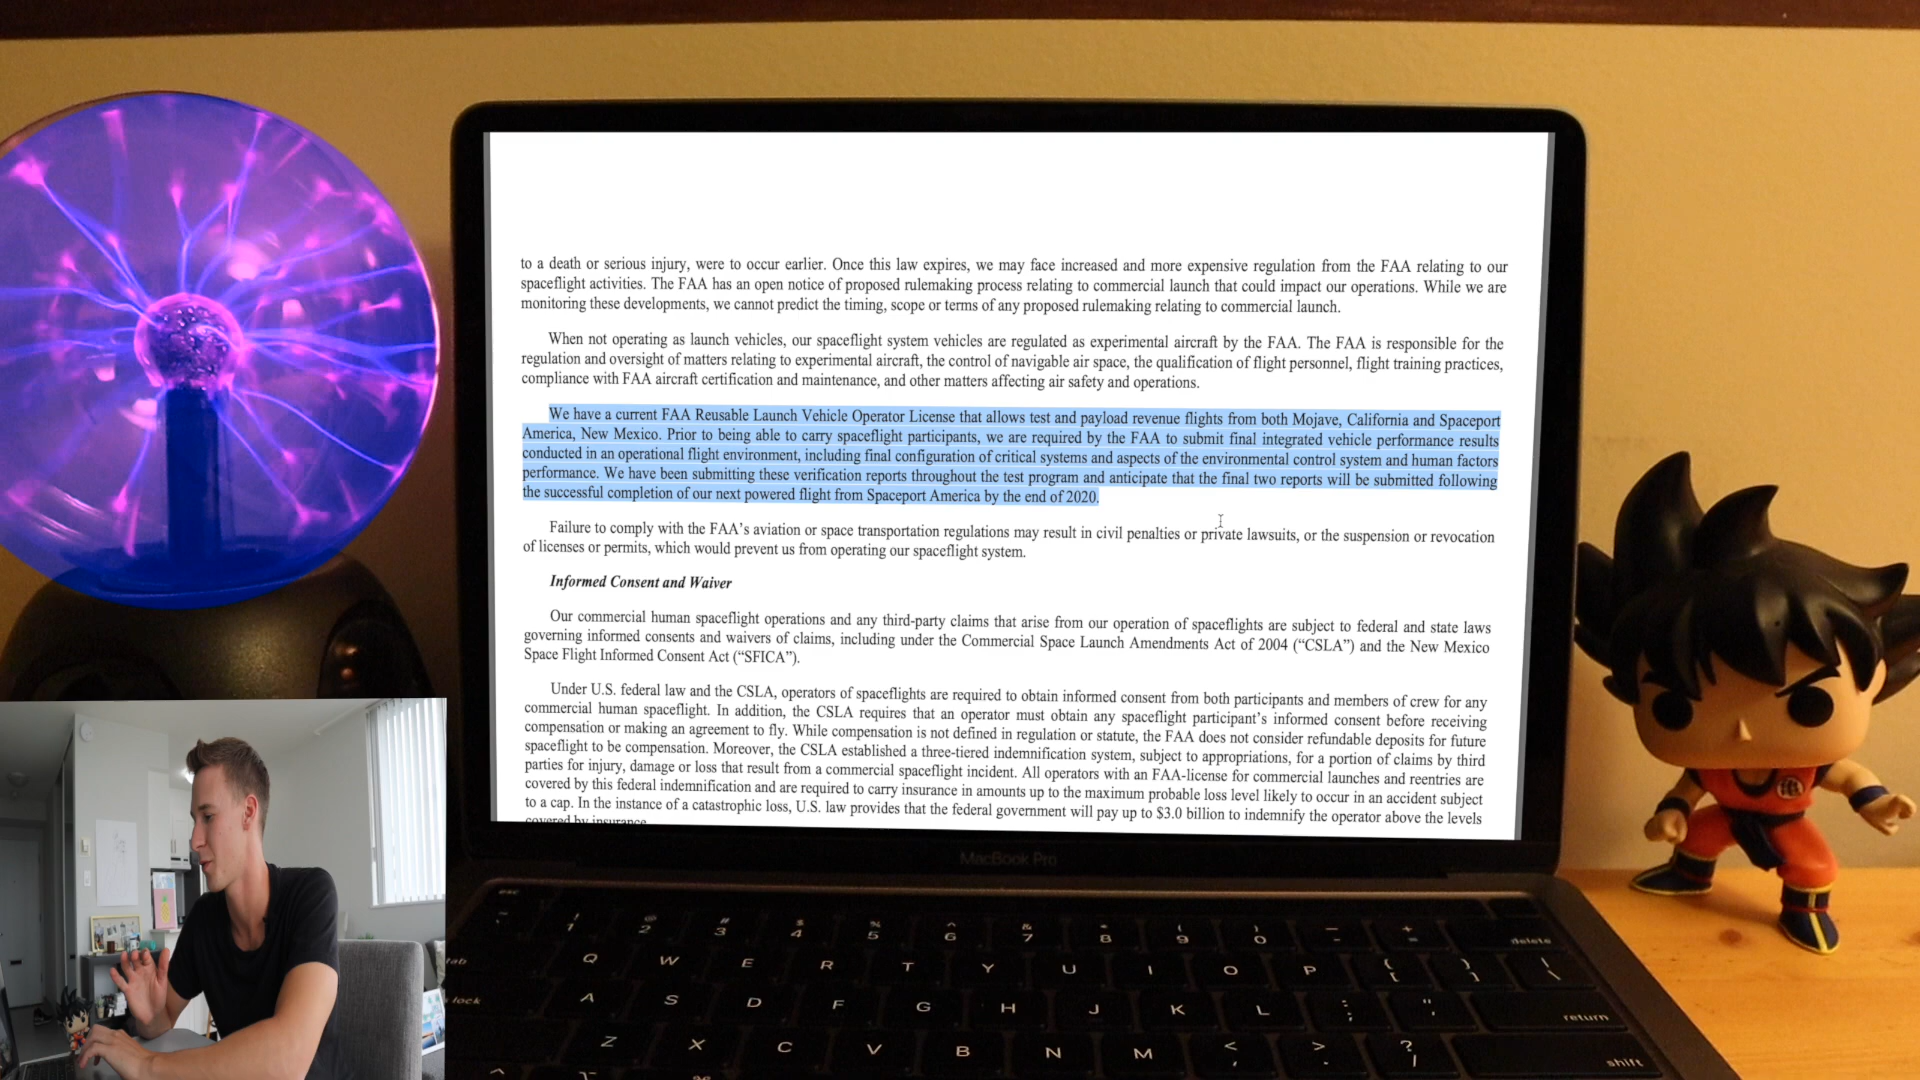 to a death or serious injury, were to occur earlier. Once this law expires, we may face increased and more expensive regulation from the FAA relating to our
spaceflight activities. The FAA has an open notice of proposed rulemaking process relating to commercial launch that could impact our operations. While we are
monitoring these developments, we cannot predict the timing, scope or terms of any proposed rulemaking relating to commercial launch.
When not operating as launch vehicles, our spaceflight system vehicles are regulated as experimental aircraft by the FAA. The FAA is responsible for the
regulation and oversight of matters relating to experimental aircraft, the control of navigable air space, the qualification of flight personnel, flight training practices,
compliance with FAA aircraft certification and maintenance, and other matters affecting air safety and operations.
We have a current FAA Reusable Launch Vehicle Operator License that allows test and payload revenue flights from both Mojave, California and Spaceport
America, New Mexico. Prior to being able to carry spaceflight participants, we are required by the FAA to submit final integrated vehicle performance results
conducted in an operational flight environment, including final configuration of critical systems and aspects of the environmental control system and human factors
performance. We have been submitting these verification reports throughout the test program and anticipate that the final two reports will be submitted following
the successful completion of our next powered flight from Spaceport America by the end of 2020.
Failure to comply with the FAA's aviation or space transportation regulations may result in civil penalties or private lawsuits, or the suspension or revocation
of licenses or permits, which would prevent us from operating our spaceflight system.
Informed Consent and Waiver
Our commercial human spaceflight operations and any third-party claims that arise from our operation of spaceflights are subject to federal and state laws
governing informed consents and waivers of claims, including under the Commercial Space Launch Amendments Act of 2004 (“CSLA”) and the New Mexico
Space Flight Informed Consent Act (“SFICA”).
Under U.S. federal law and the CSLA, operators of spaceflights are required to obtain informed consent from both participants and members of crew for any
commercial human spaceflight. In addition, the CSLA requires that an operator must obtain any spaceflight participant's informed consent before receiving
compensation or making an agreement to fly. While compensation is not defined in regulation or statute, the FAA does not consider refundable deposits for future
spaceflight to be compensation. Moreover, the CSLA established a three-tiered indemnification system, subject to appropriations, for a portion of claims by third
parties for injury, damage or loss that result from a commercial spaceflight incident. All operators with an FAA-license for commercial launches and reentries are
covered by this federal indemnification and are required to carry insurance in amounts up to the maximum probable loss level likely to occur in an accident subject
to a cap. In the instance of a catastrophic loss, U.S. law provides that the federal government will pay up to $3.0 billion to indemnify the operator above the levels
covered by insurance
MacBook Pro
esc
! @ # $ % ^ & * ( ) _ +
1 2 3 4 5 6 7 8 9 0 - = delete
tab Q W E R T Y U I O P { [ } ] | \
lock A S D F G H J K L : ; " ' return
Z X C V B N M < , > . ? / shift